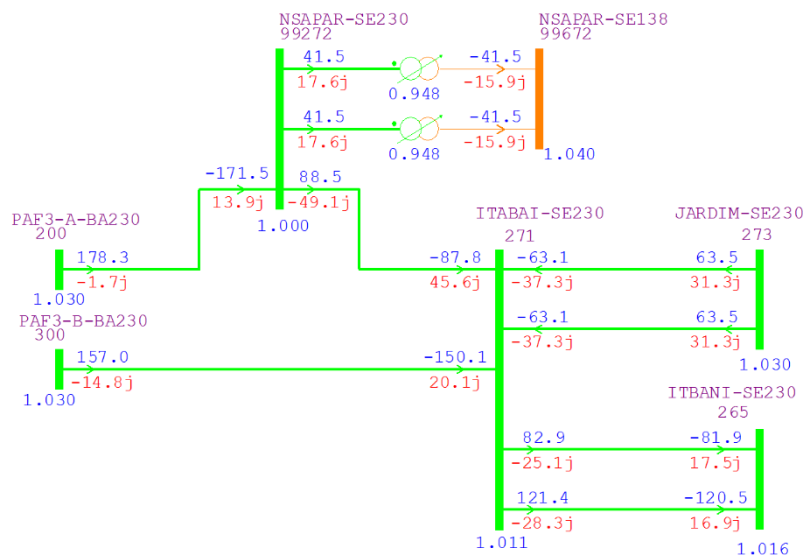 NSAPAR-SE230
99272
NSAPAR-SE138
99672
41.5
17.6j
0.948
-41.5
-15.9j
41.5
17.6j
0.948
-41.5
-15.9j
1.040
-171.5
13.9j
88.5
-49.1j
1.000
PAF3-A-BA230
200
178.3
-1.7j
1.030
ITABAI-SE230
271
JARDIM-SE230
273
-87.8
45.6j
-63.1
-37.3j
63.5
31.3j
-63.1
-37.3j
63.5
31.3j
1.030
PAF3-B-BA230
300
157.0
-14.8j
1.030
-150.1
20.1j
ITBANI-SE230
265
82.9
-25.1j
-81.9
17.5j
121.4
-28.3j
-120.5
16.9j
1.011
1.016